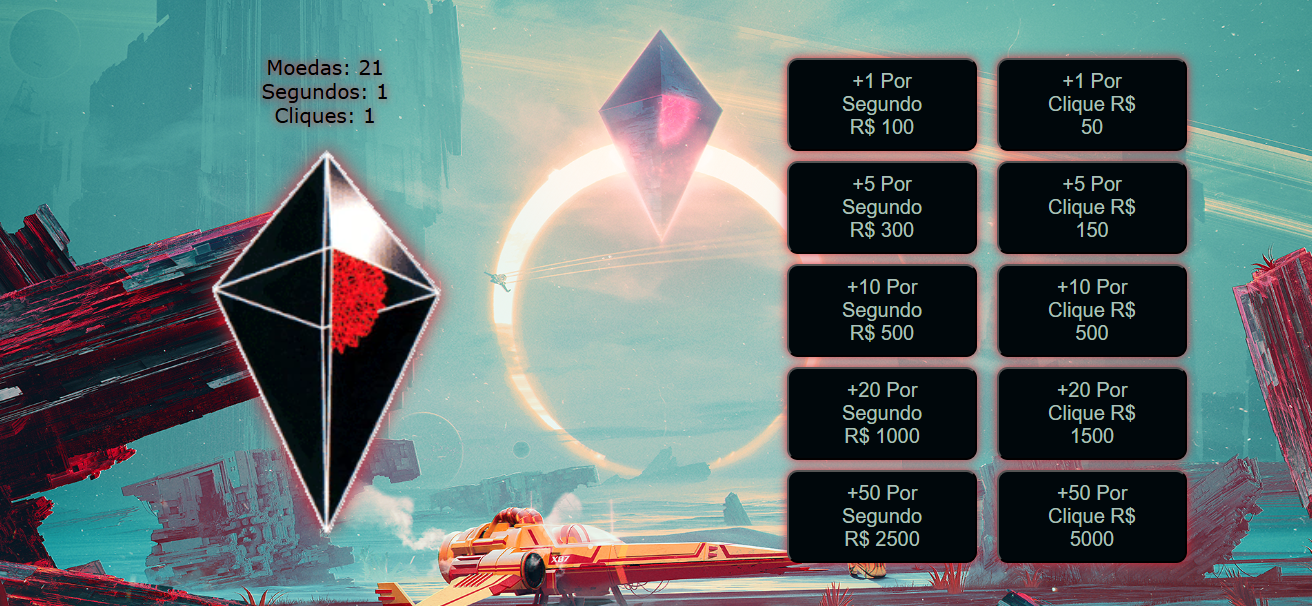 Moedas: 21
Segundos: 1
Cliques: 1
+1 Por
Segundo
R$ 100
+1 Por
Clique R$
50
+5 Por
Segundo
R$ 300
+5 Por
Clique R$
150
+10 Por
Segundo
R$ 500
+10 Por
Clique R$
500
+20 Por
Segundo
R$ 1000
+20 Por
Clique R$
1500
+50 Por
Segundo
R$ 2500
+50 Por
Clique R$
5000